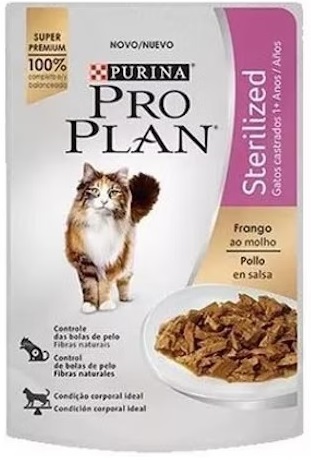 SUPER
PREMIUM
100%
completo e/y
balanceada
NOVO/NUEVO
PURINA
PRO
PLAN
Sterilized
Gatos castrados 1+ Anos / Años
Frango
ao molho
Pollo
en salsa
Controle
das bolas de pelo
Fibras naturais
Control
de bolas de pelo
Fibras naturales
Condição corporal ideal
Condición corporal ideal